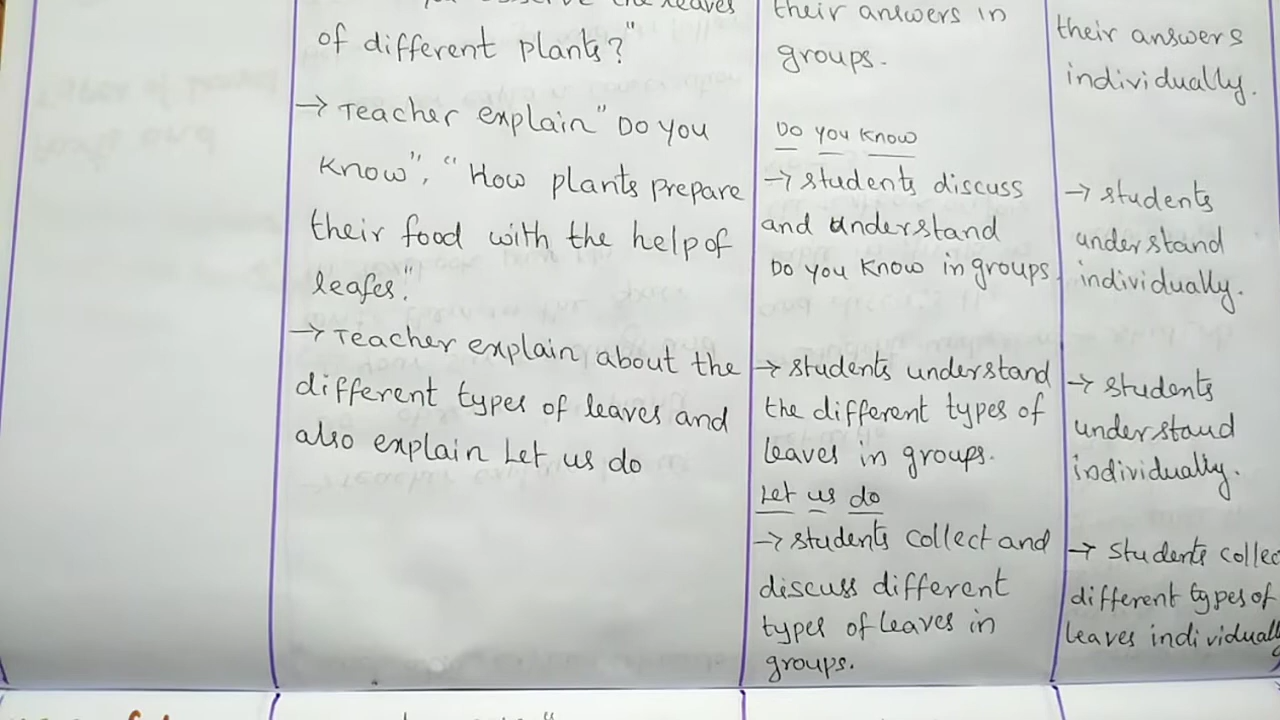 the leaves
of different plants?"
→ Teacher explain" Do you
Know", "How plants prepare
their food with the help of
leafes".
→ Teacher explain about the
different types of leaves and
also explain Let us do
their answers in
groups.
Do you know
→ students discuss
and understand
Do you know in groups.
→ students understand
the different types of
leaves in groups.
Let us do
→ students collect and
discuss different
types of leaves in
groups.
their answers
individually.
→ students
understand
individually.
→ students
understand
individually.
→ students collec
different types of
leaves individually